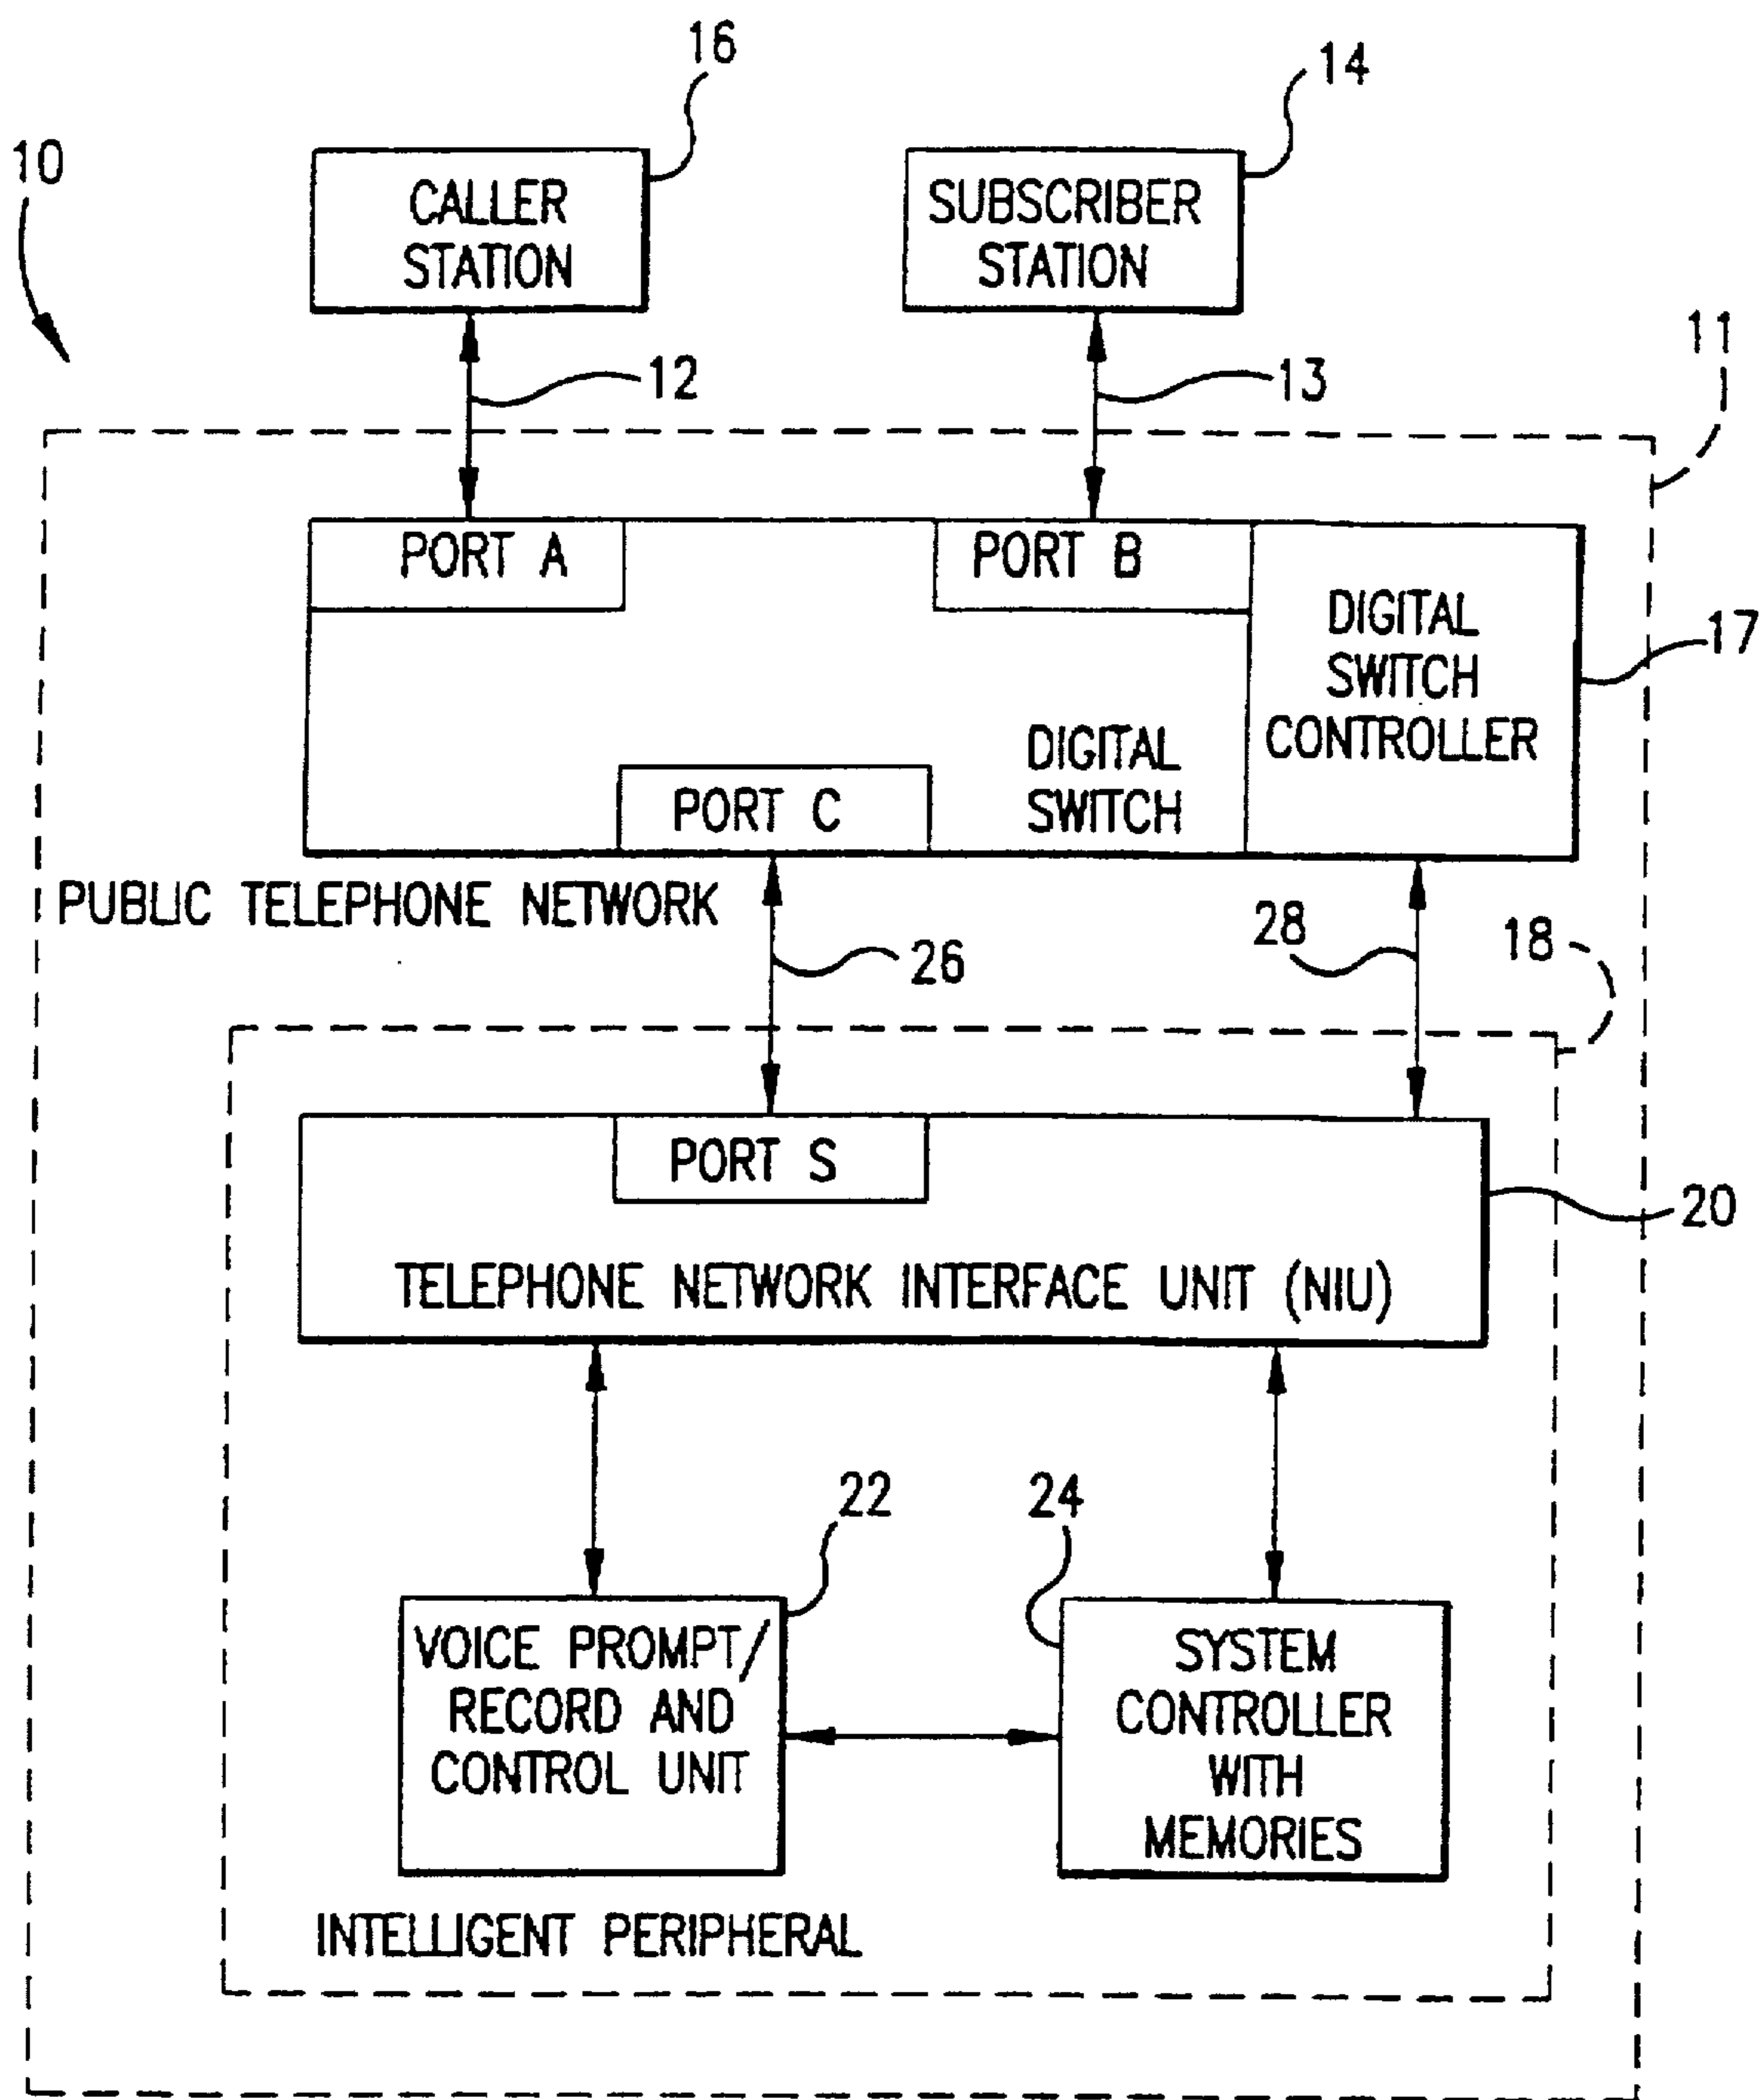 16
14
10
CALLER
STATION
SUBSCRIBER
STATION
11
12
13
PORT A
PORT B
DIGITAL
SWITCH
CONTROLLER
17
DIGITAL
SWITCH
PORT C
PUBLIC TELEPHONE NETWORK
26
28
18
PORT S
20
TELEPHONE NETWORK INTERFACE UNIT (NIU)
22
24
VOICE PROMPT/
RECORD AND
CONTROL UNIT
SYSTEM
CONTROLLER
WITH
MEMORIES
INTELLIGENT PERIPHERAL